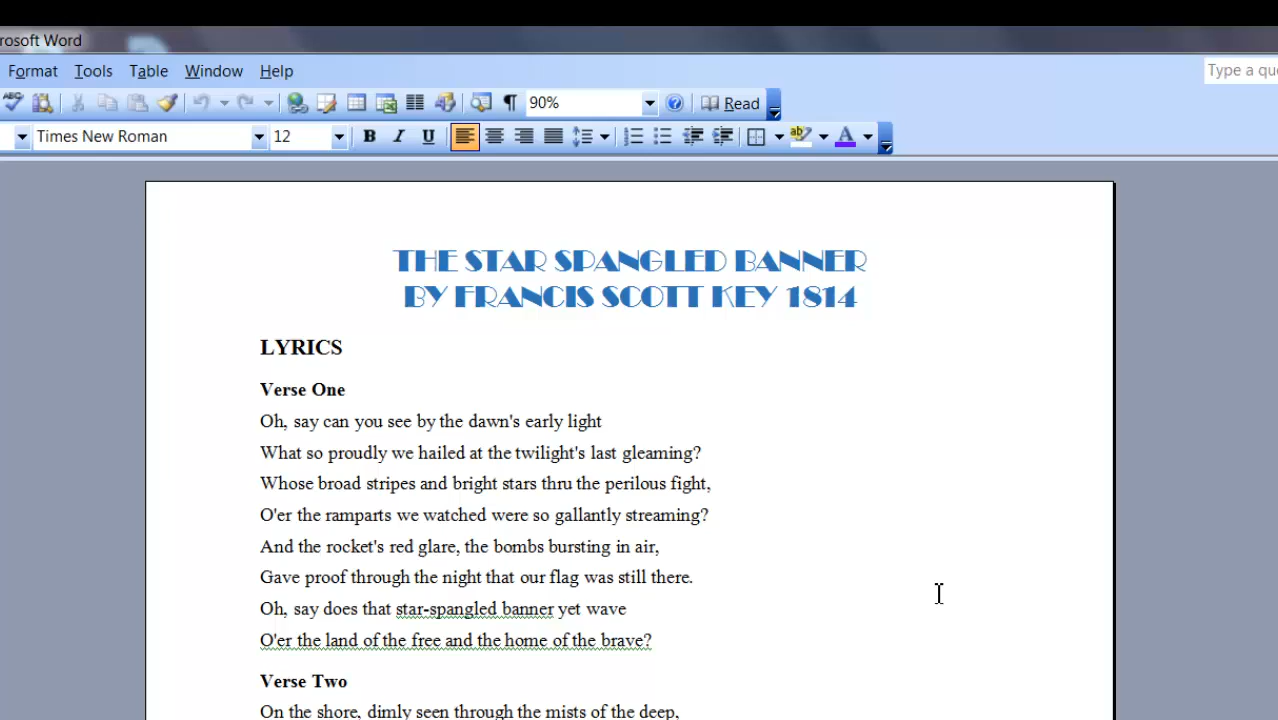 rosoft Word
Format Tools Table Window Help Type a que
ABC 90% Read
Times New Roman 12 B I U ab A
THE STAR SPANGLED BANNER
BY FRANCIS SCOTT KEY 1814
LYRICS
Verse One
Oh, say can you see by the dawn's early light
What so proudly we hailed at the twilight's last gleaming?
Whose broad stripes and bright stars thru the perilous fight,
O'er the ramparts we watched were so gallantly streaming?
And the rocket's red glare, the bombs bursting in air,
Gave proof through the night that our flag was still there.
Oh, say does that star-spangled banner yet wave
O'er the land of the free and the home of the brave?
Verse Two
On the shore, dimly seen through the mists of the deep,